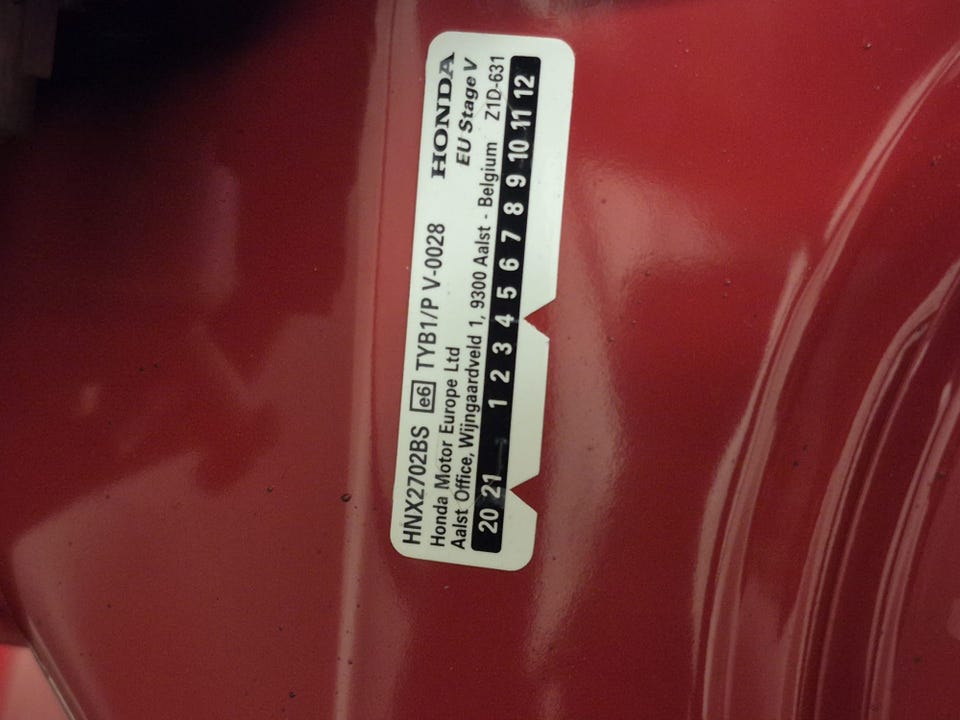 HNX2702BS e6 TYB1/P V-0028 HONDA
Honda Motor Europe Ltd EU Stage V
Aalst Office, Wijngaardveld 1, 9300 Aalst - Belgium Z1D-631
20 21 1 2 3 4 5 6 7 8 9 10 11 12